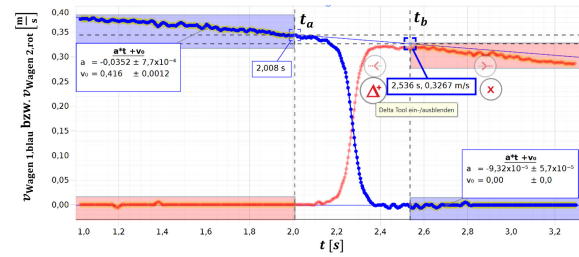 v_Wagen 1,blau bzw. v_Wagen 2,rot [m/s]
0,40
0,35
0,30
0,25
0,20
0,15
0,10
0,05
0,00
t_a
t_b
a*t +v₀
a = -0,0352 ± 7,7x10⁻⁴
v₀ = 0,416 ± 0,0012
2,008 s
2,536 s, 0,3267 m/s
Δ+
x
Delta Tool ein-/ausblenden
a*t +v₀
a = -9,32x10⁻⁵ ± 5,7x10⁻⁵
v₀ = 0,00 ± 0,0
1,0 1,2 1,4 1,6 1,8 2,0 2,2 2,4 2,6 2,8 3,0 3,2
t [s]